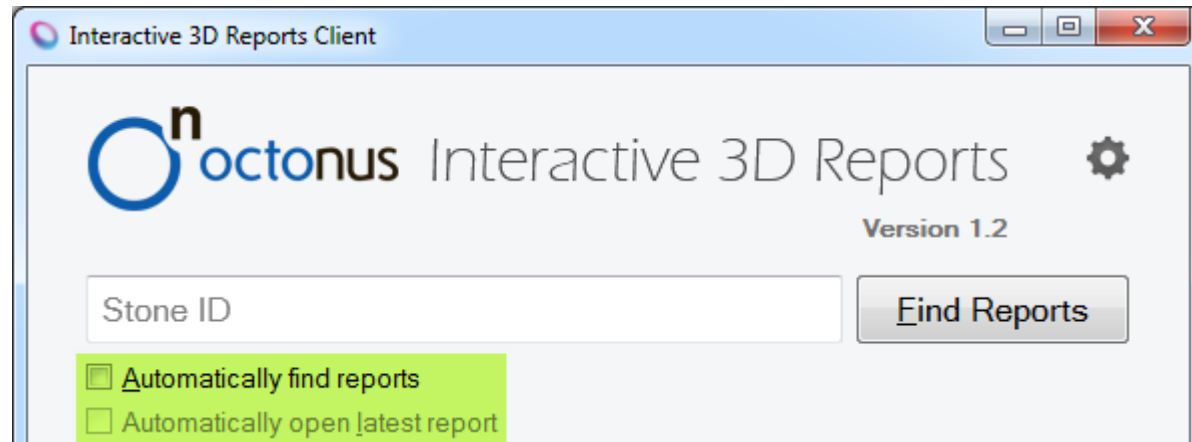 Interactive 3D Reports Client
n
octonus Interactive 3D Reports
Version 1.2
Stone ID
Find Reports
Automatically find reports
Automatically open latest report